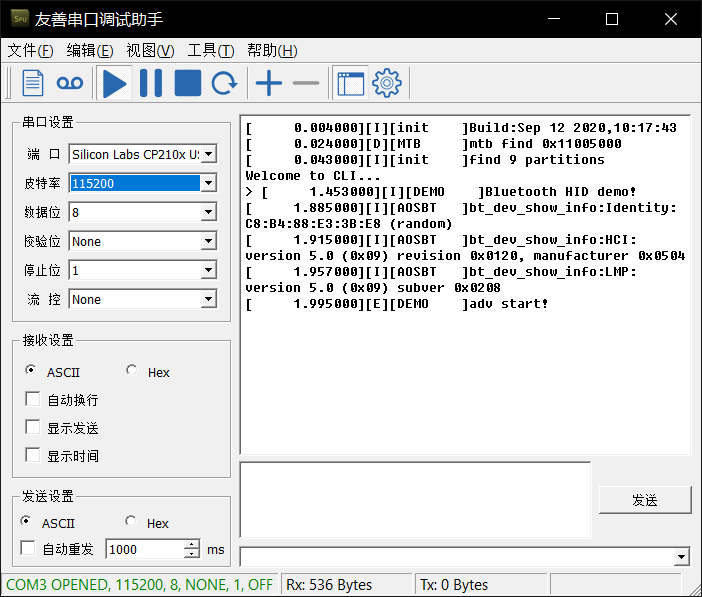 友善串口调试助手
文件(F) 编辑(E) 视图(V) 工具(T) 帮助(H)
串口设置
端 口 Silicon Labs CP210x U
波特率 115200
数据位 8
校验位 None
停止位 1
流 控 None
接收设置
ASCII Hex
自动换行
显示发送
显示时间
发送设置
ASCII Hex
自动重发 1000 ms
[ 0.004000][I][init ]Build:Sep 12 2020,10:17:43
[ 0.024000][D][MTB ]mtb find 0x11005000
[ 0.043000][I][init ]find 9 partitions
Welcome to CLI...
> [ 1.453000][I][DEMO ]Bluetooth HID demo!
[ 1.885000][I][AOSBT ]bt_dev_show_info:Identity:
C8:B4:88:E3:3B:E8 (random)
[ 1.915000][I][AOSBT ]bt_dev_show_info:HCI:
version 5.0 (0x09) revision 0x0120, manufacturer 0x0504
[ 1.957000][I][AOSBT ]bt_dev_show_info:LMP:
version 5.0 (0x09) subver 0x0208
[ 1.995000][E][DEMO ]adv start!
发送
COM3 OPENED, 115200, 8, NONE, 1, OFF Rx: 536 Bytes Tx: 0 Bytes